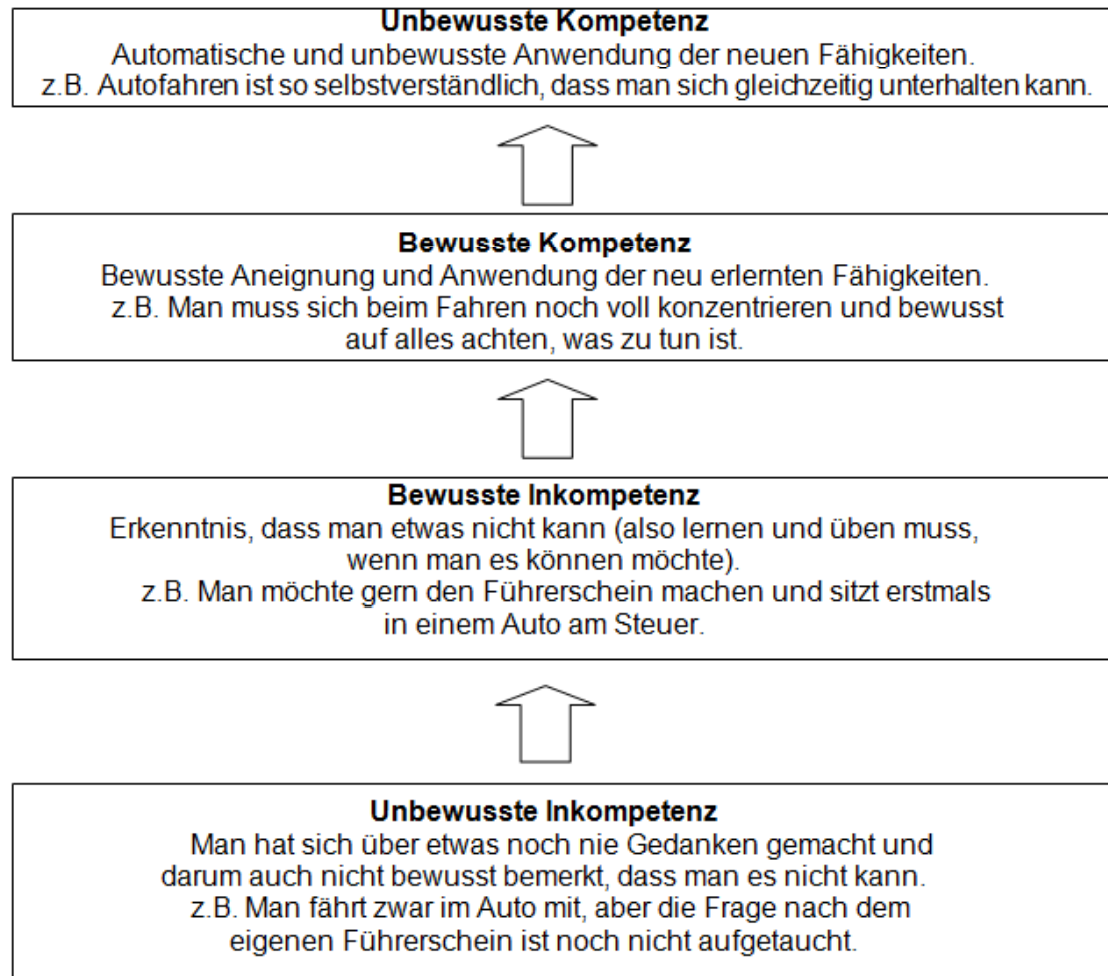 Unbewusste Kompetenz
Automatische und unbewusste Anwendung der neuen Fähigkeiten.
z.B. Autofahren ist so selbstverständlich, dass man sich gleichzeitig unterhalten kann.
Bewusste Kompetenz
Bewusste Aneignung und Anwendung der neu erlernten Fähigkeiten.
z.B. Man muss sich beim Fahren noch voll konzentrieren und bewusst
auf alles achten, was zu tun ist.
Bewusste Inkompetenz
Erkenntnis, dass man etwas nicht kann (also lernen und üben muss,
wenn man es können möchte).
z.B. Man möchte gern den Führerschein machen und sitzt erstmals
in einem Auto am Steuer.
Unbewusste Inkompetenz
Man hat sich über etwas noch nie Gedanken gemacht und
darum auch nicht bewusst bemerkt, dass man es nicht kann.
z.B. Man fährt zwar im Auto mit, aber die Frage nach dem
eigenen Führerschein ist noch nicht aufgetaucht.